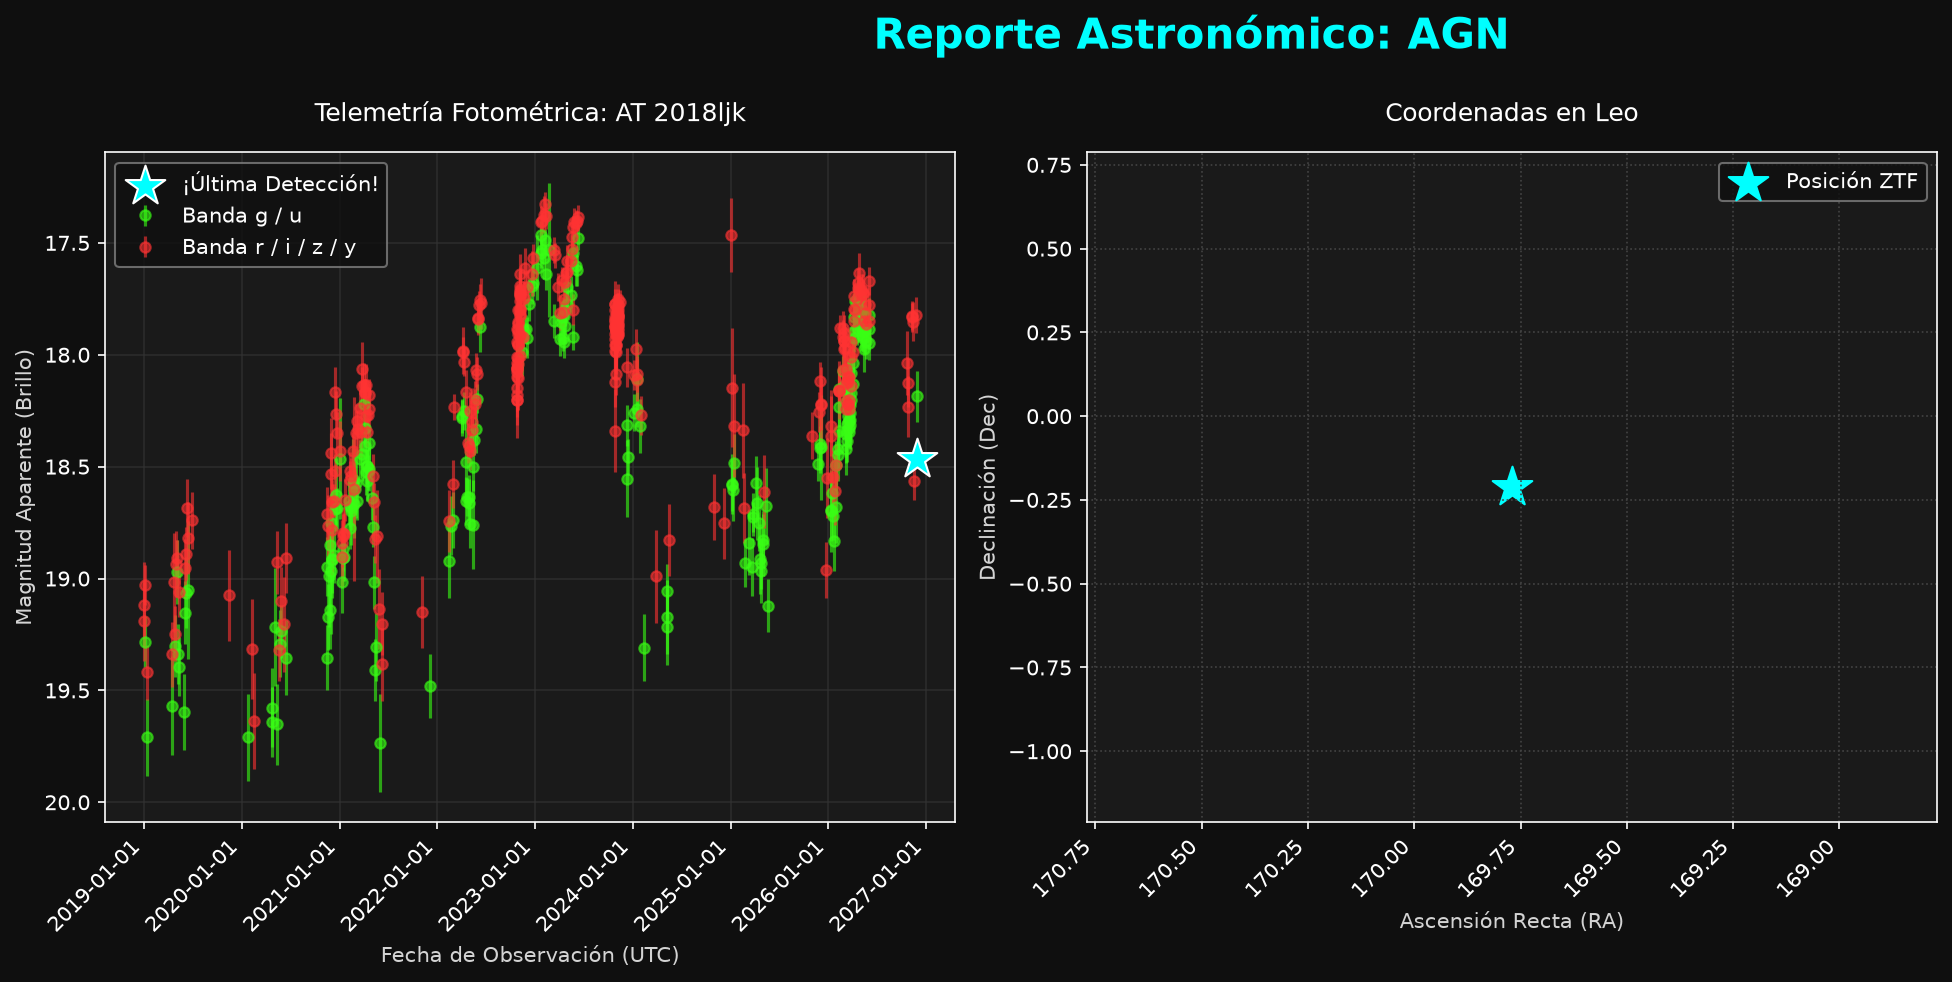 Reporte Astronómico: AGN
Telemetría Fotométrica: AT 2018ljk
¡Última Detección!
Banda g / u
Banda r / i / z / y
Magnitud Aparente (Brillo)
17.5
18.0
18.5
19.0
19.5
20.0
2019-01-01
2020-01-01
2021-01-01
2022-01-01
2023-01-01
2024-01-01
2025-01-01
2026-01-01
2027-01-01
Fecha de Observación (UTC)
Coordenadas en Leo
Posición ZTF
Declinación (Dec)
0.75
0.50
0.25
0.00
−0.25
−0.50
−0.75
−1.00
170.75
170.50
170.25
170.00
169.75
169.50
169.25
169.00
Ascensión Recta (RA)